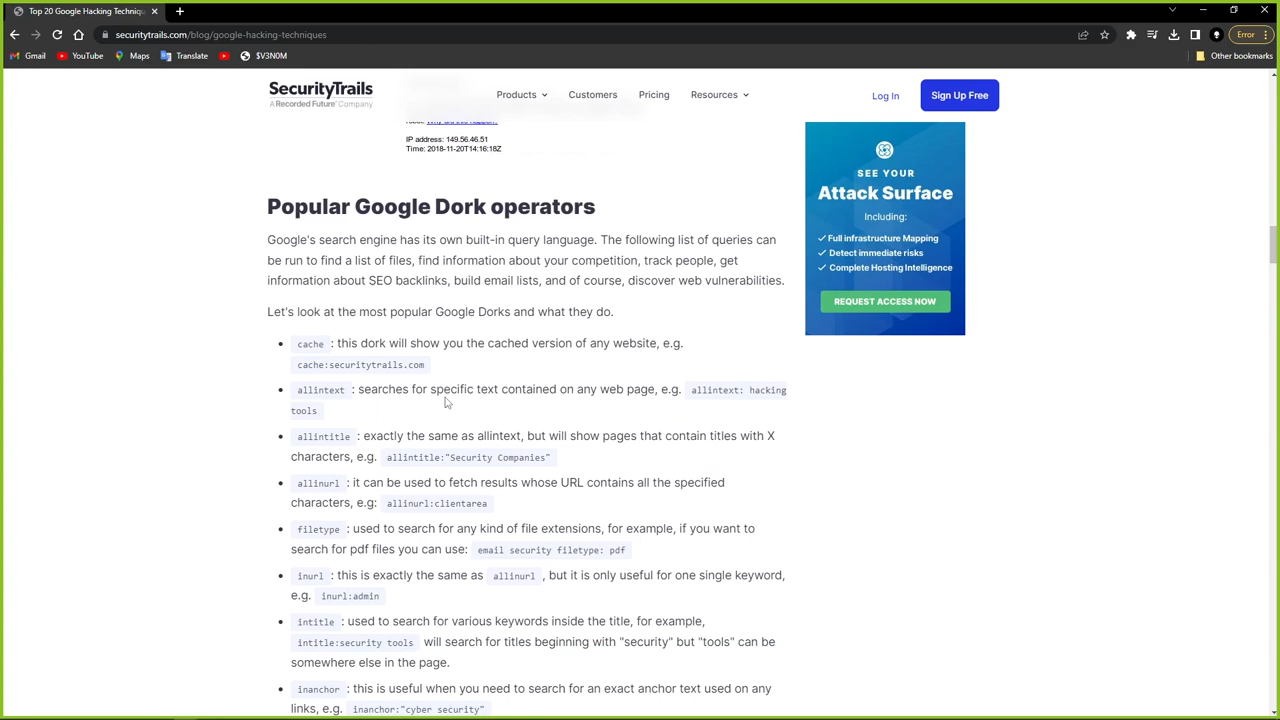 Top 20 Google Hacking Techniqu
securitytrails.com/blog/google-hacking-techniques
Error
Gmail
YouTube
Maps
Translate
$V3N0M
Other bookmarks
SecurityTrails
A Recorded Future® Company
Products
Customers
Pricing
Resources
Log In
Sign Up Free
IP address: 149.56.46.51
Time: 2018-11-20T14:16:18Z
SEE YOUR
Attack Surface
Including:
Full infrastructure Mapping
Detect immediate risks
Complete Hosting Intelligence
REQUEST ACCESS NOW
Popular Google Dork operators
Google's search engine has its own built-in query language. The following list of queries can
be run to find a list of files, find information about your competition, track people, get
information about SEO backlinks, build email lists, and of course, discover web vulnerabilities.
Let's look at the most popular Google Dorks and what they do.
• cache : this dork will show you the cached version of any website, e.g.
cache:securitytrails.com
• allintext : searches for specific text contained on any web page, e.g. allintext: hacking
tools
• allintitle : exactly the same as allintext, but will show pages that contain titles with X
characters, e.g. allintitle:"Security Companies"
• allinurl : it can be used to fetch results whose URL contains all the specified
characters, e.g: allinurl:clientarea
• filetype : used to search for any kind of file extensions, for example, if you want to
search for pdf files you can use: email security filetype: pdf
• inurl : this is exactly the same as allinurl , but it is only useful for one single keyword,
e.g. inurl:admin
• intitle : used to search for various keywords inside the title, for example,
intitle:security tools will search for titles beginning with "security" but "tools" can be
somewhere else in the page.
• inanchor : this is useful when you need to search for an exact anchor text used on any
links, e.g. inanchor:"cyber security"